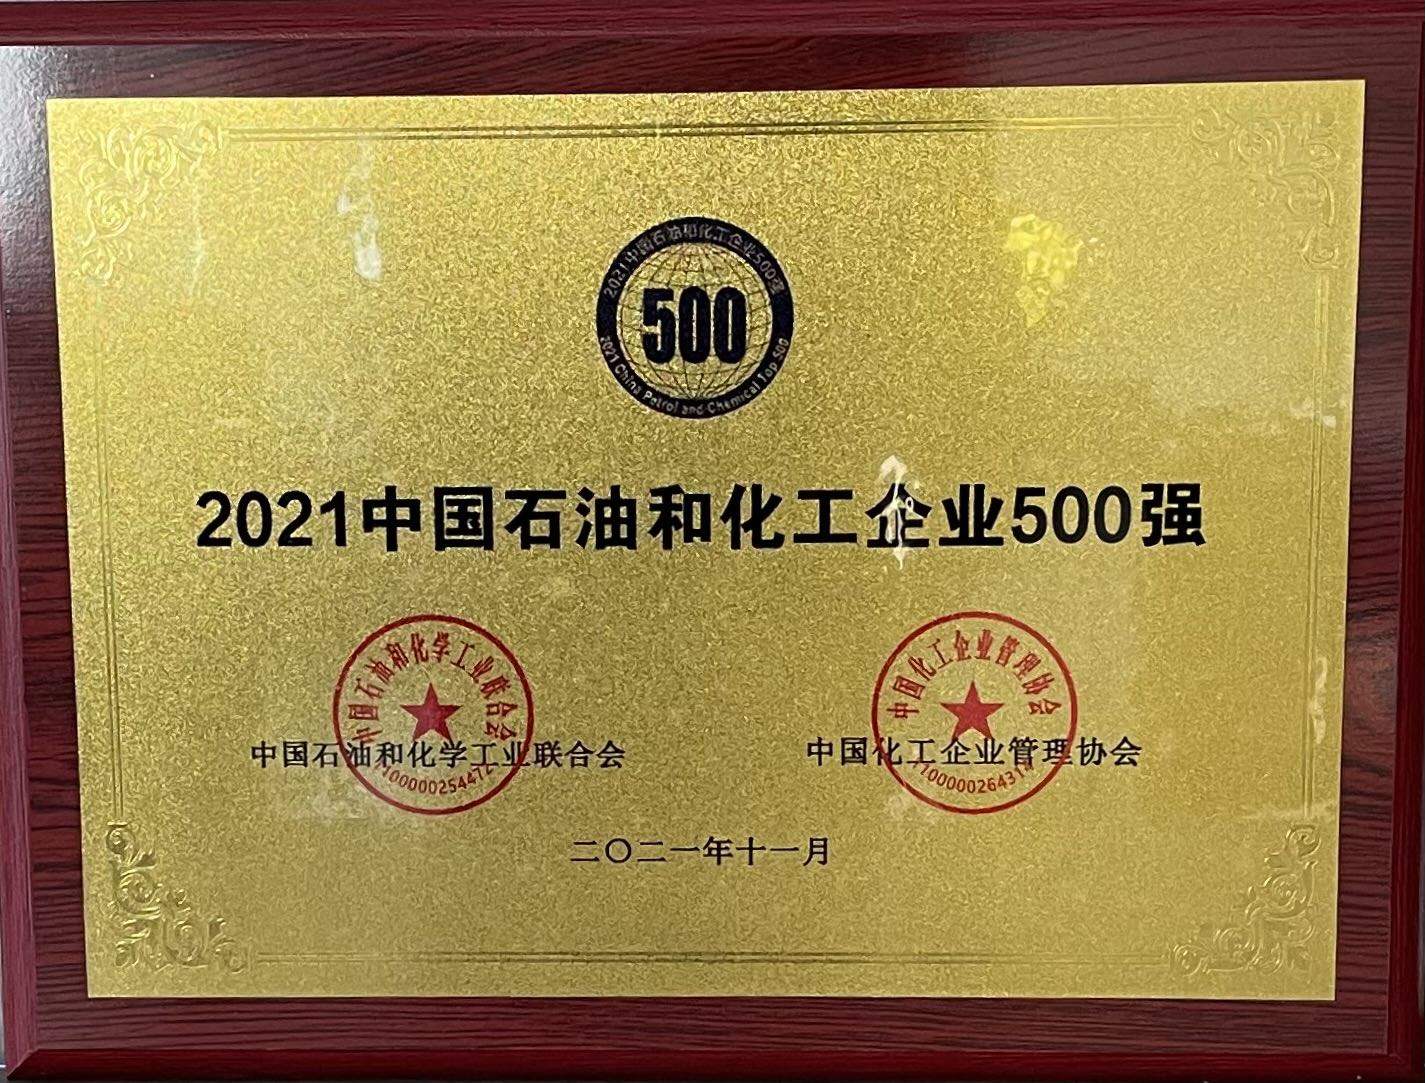 2021中国石油和化工企业500强
500
2021 China Petrol and Chemical Top 500
2021中国石油和化工企业500强
中国石油和化学工业联合会
中国化工企业管理协会
中国石油和化学工业联合会
中国化工企业管理协会
二〇二一年十一月